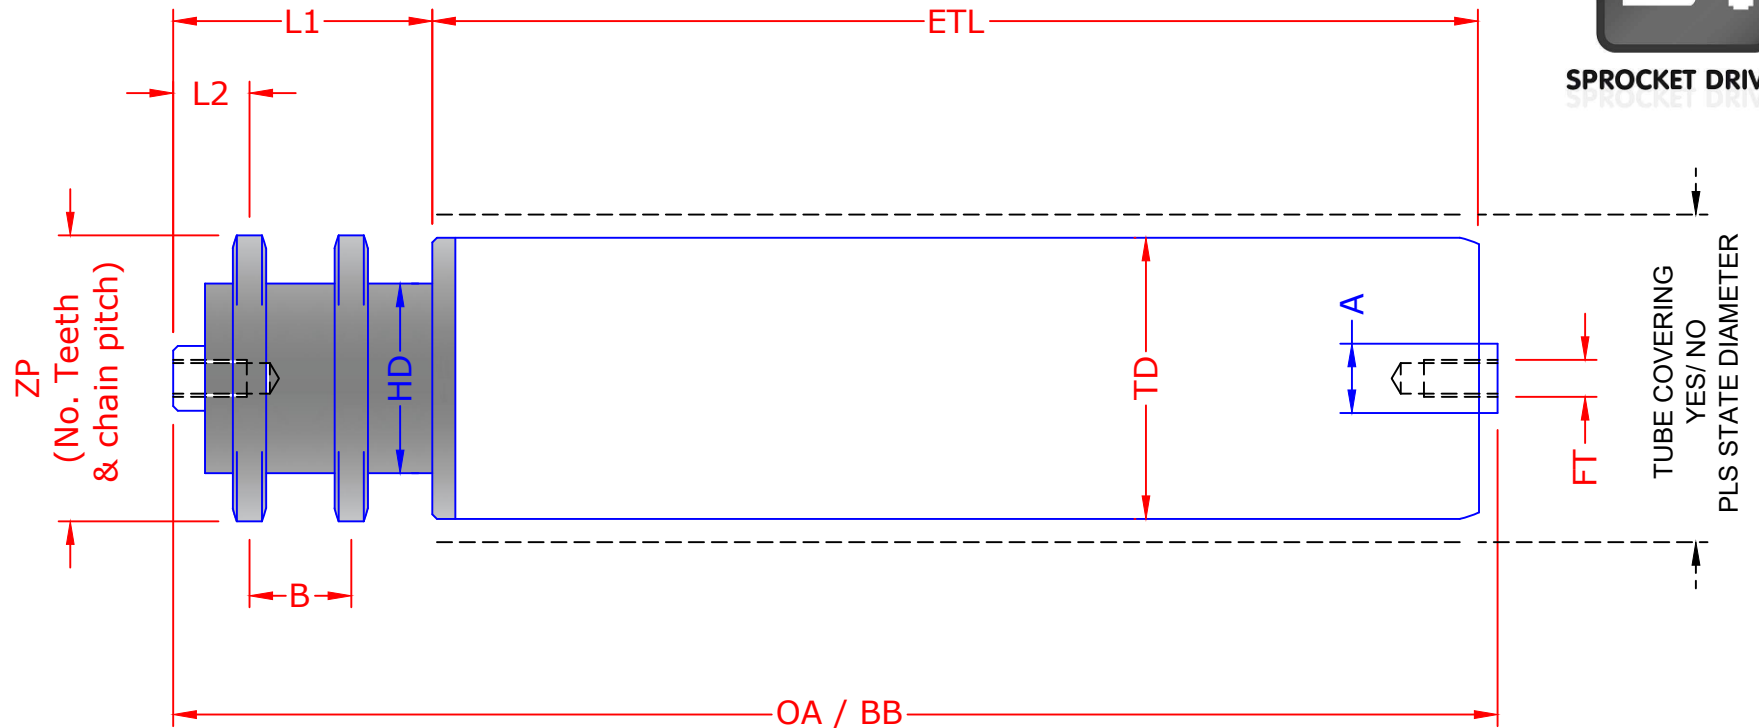 L1
ETL
L2
SPROCKET DRIV
ZP
(No. Teeth
& chain pitch)
HD
TD
A
FT
TUBE COVERING
YES/ NO
PLS STATE DIAMETER
B
OA / BB